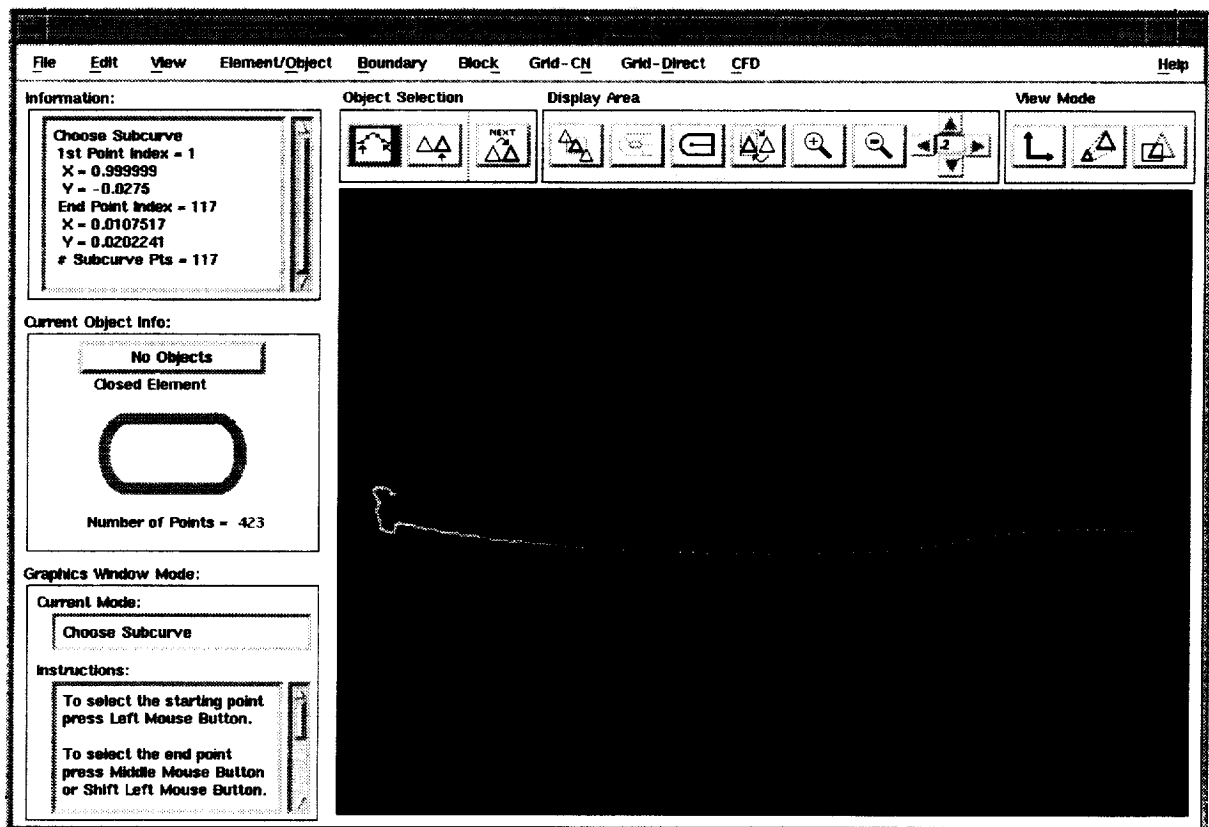 File Edit View Element/Object Boundary Block Grid-CN Grid-Direct CFD Help
Information:
Choose Subcurve
1st Point Index = 1
X = 0.999999
Y = -0.0275
End Point Index = 117
X = 0.0107517
Y = 0.0202241
# Subcurve Pts = 117
Object Selection
NEXT
Display Area
.2
View Mode
Current Object Info:
No Objects
Closed Element
Number of Points = 423
Graphics Window Mode:
Current Mode:
Choose Subcurve
Instructions:
To select the starting point
press Left Mouse Button.
To select the end point
press Middle Mouse Button
or Shift Left Mouse Button.